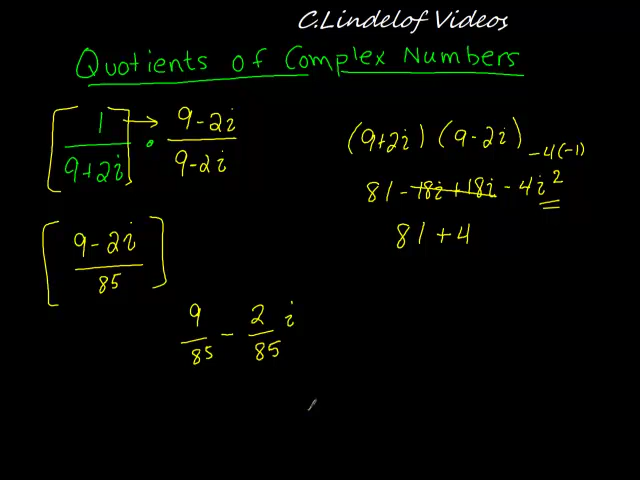 C.Lindelof Videos
Quotients of Complex Numbers
[1/(9+2i)] → · (9-2i)/(9-2i)
(9+2i) (9-2i)
-4(-1)
81 - 18i + 18i - 4i²
81 + 4
[(9-2i)/85]
9/85 - 2/85 i